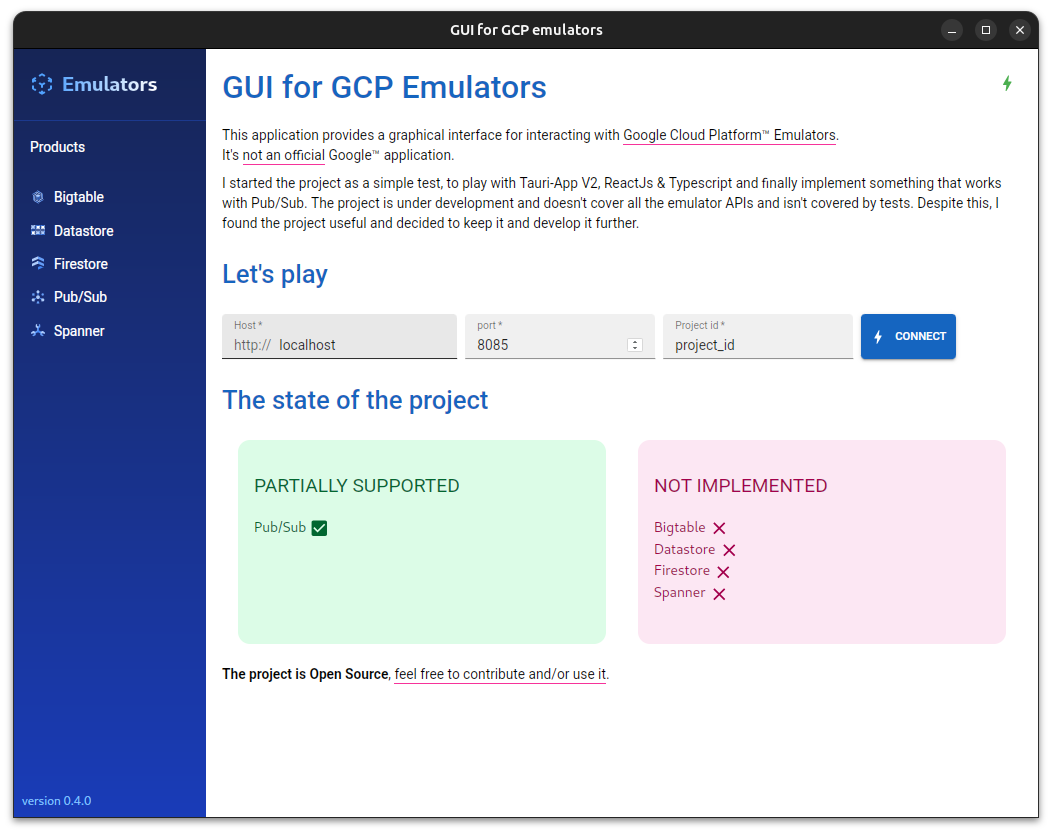 GUI for GCP emulators
Emulators
Products
Bigtable
Datastore
Firestore
Pub/Sub
Spanner
version 0.4.0
GUI for GCP Emulators
This application provides a graphical interface for interacting with Google Cloud Platform™ Emulators.
It's not an official Google™ application.
I started the project as a simple test, to play with Tauri-App V2, ReactJs & Typescript and finally implement something that works
with Pub/Sub. The project is under development and doesn't cover all the emulator APIs and isn't covered by tests. Despite this, I
found the project useful and decided to keep it and develop it further.
Let's play
Host *
http:// localhost
port *
8085
Project id *
project_id
CONNECT
The state of the project
PARTIALLY SUPPORTED
Pub/Sub
NOT IMPLEMENTED
Bigtable
Datastore
Firestore
Spanner
The project is Open Source, feel free to contribute and/or use it.